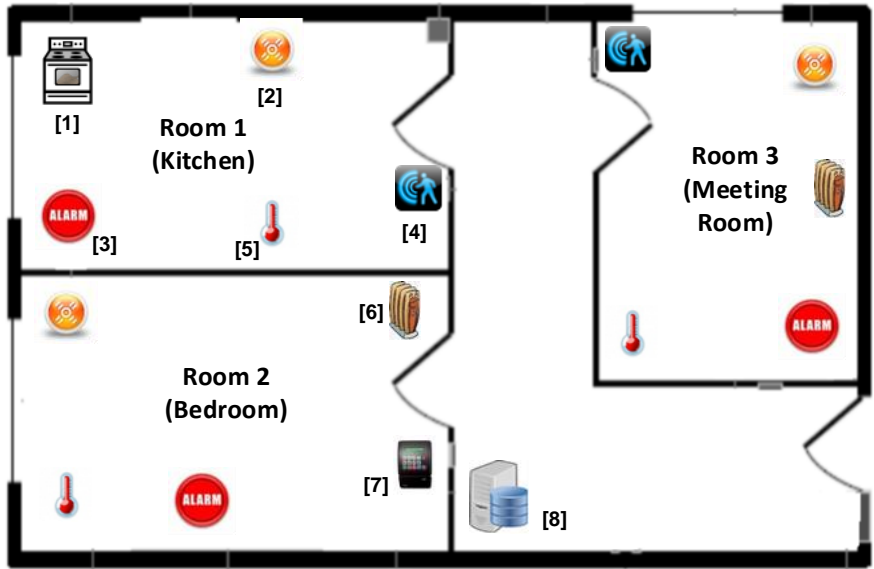 [1]
[2]
Room 1
(Kitchen)
ALARM
[3]
[5]
[4]
Room 3
(Meeting
Room)
ALARM
[6]
Room 2
(Bedroom)
ALARM
[7]
[8]